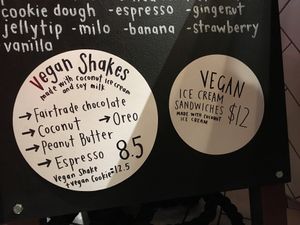 cookie dough - espresso - gingernut
jellytip - milo - banana - strawberry
vanilla
Vegan Shakes
made with coconut ice cream
and soy milk
→ Fairtrade chocolate
→ Coconut → Oreo
→ Peanut Butter
→ Espresso 8.5
Vegan Shake
+ vegan Cookie = 12.5
VEGAN
ICE CREAM
SANDWICHES $12
MADE WITH COCONUT
ICE CREAM